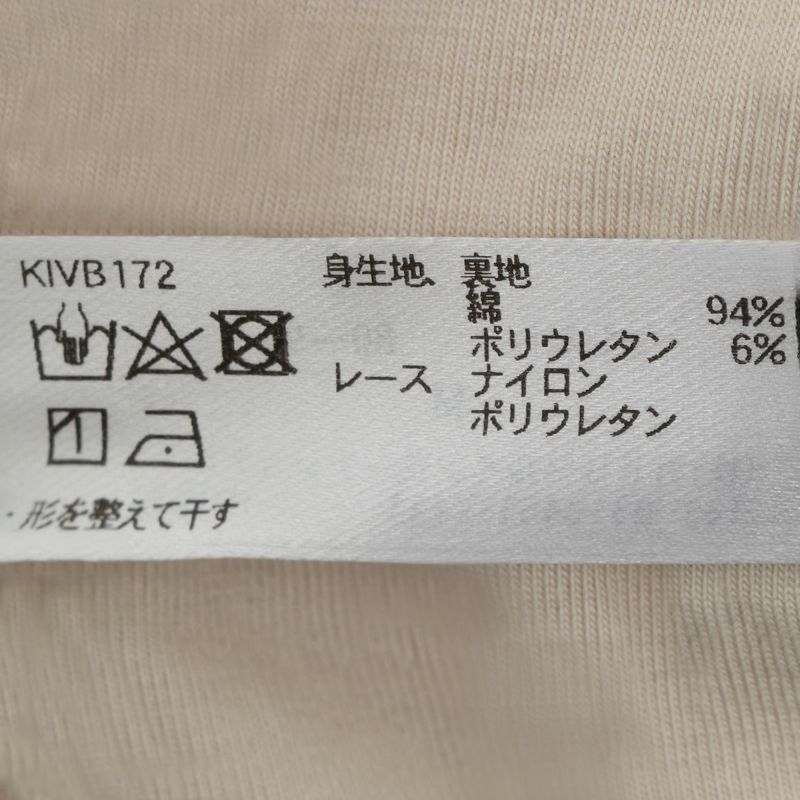 KIVB172
身生地、裏地
綿 94%
ポリウレタン 6%
レース ナイロン
ポリウレタン
・形を整えて干す